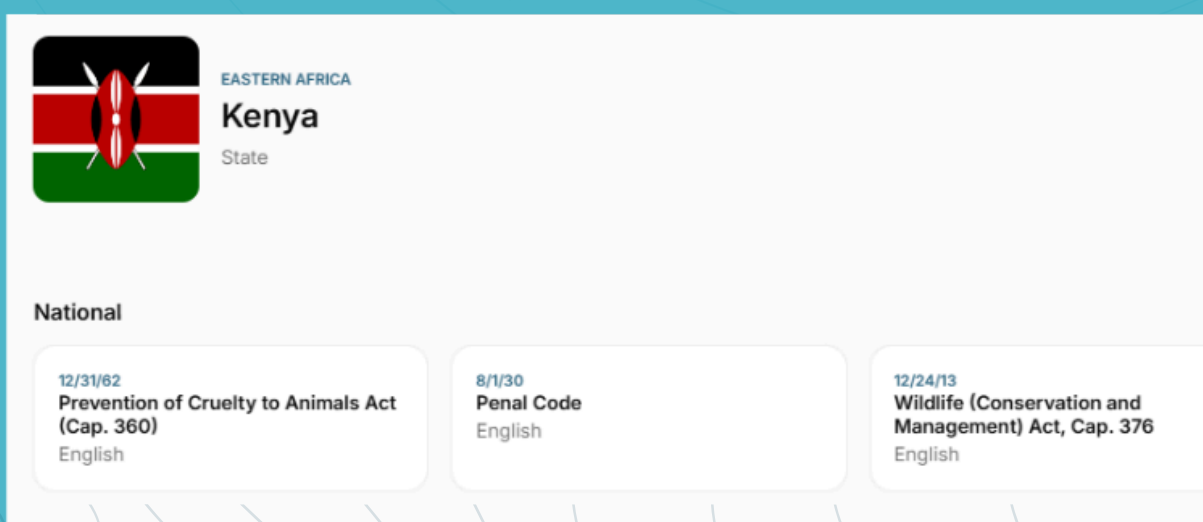 EASTERN AFRICA
Kenya
State
National
12/31/62
Prevention of Cruelty to Animals Act
(Cap. 360)
English
8/1/30
Penal Code
English
12/24/13
Wildlife (Conservation and
Management) Act, Cap. 376
English